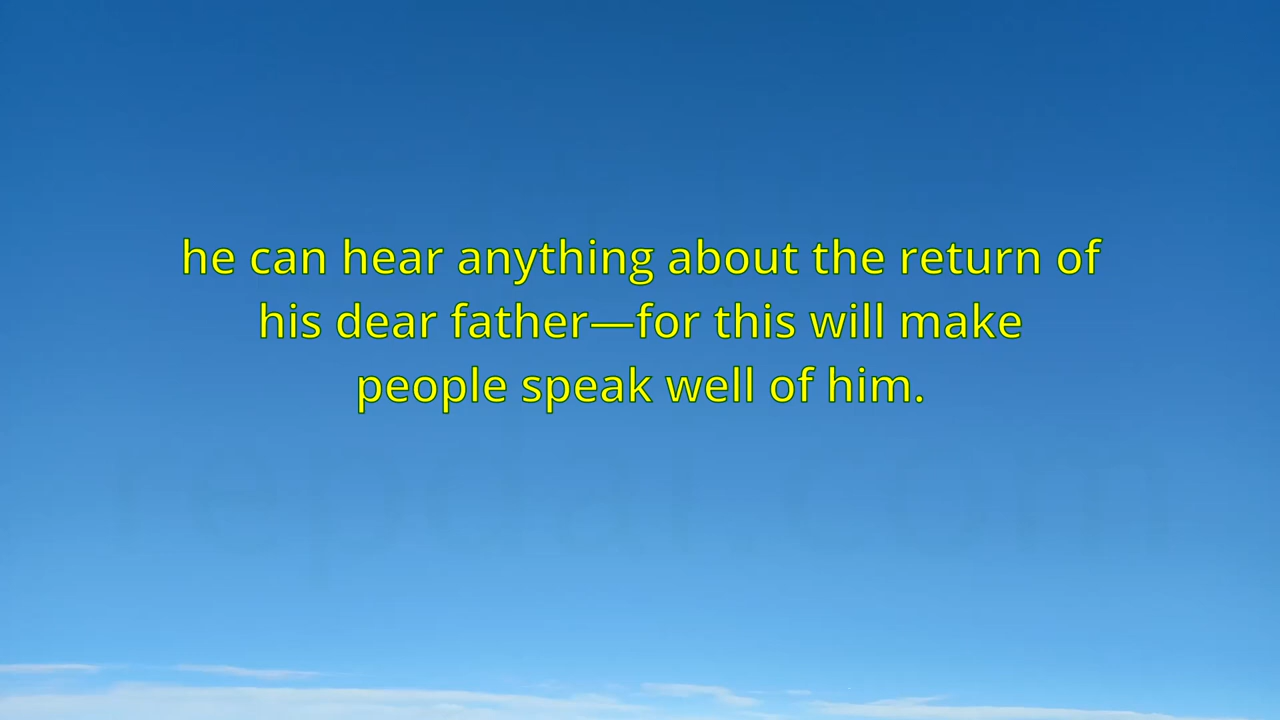 he can hear anything about the return of
his dear father—for this will make
people speak well of him.